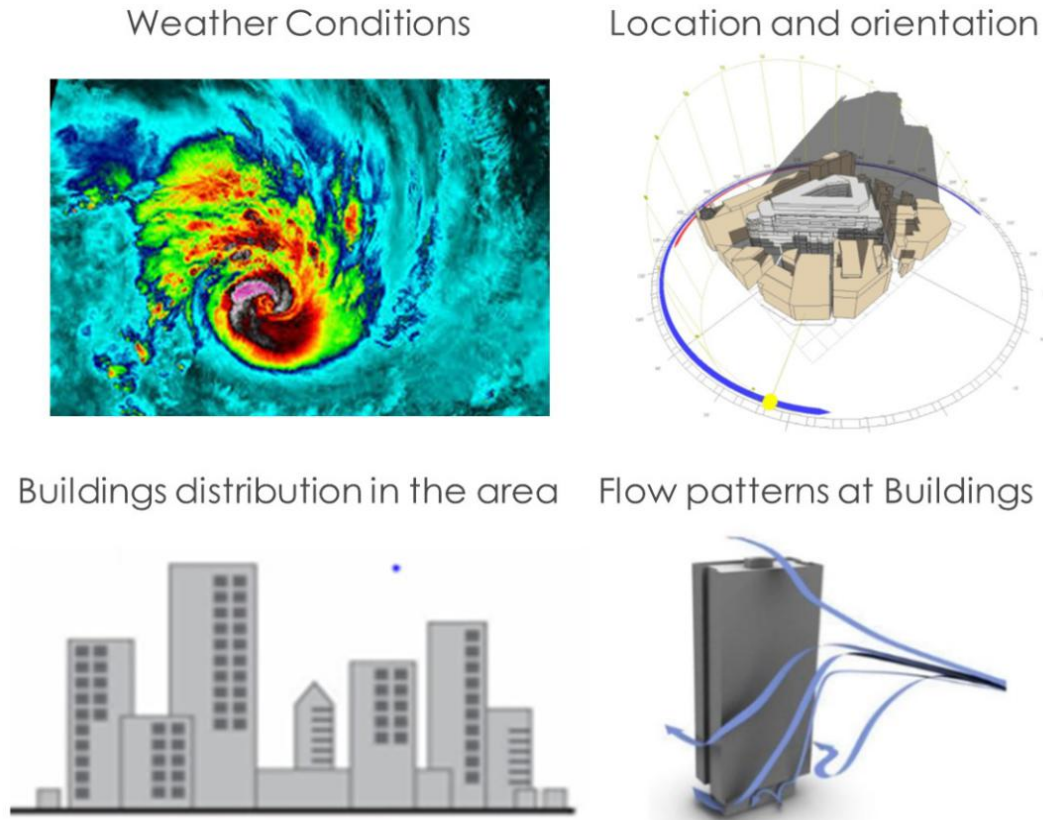 Weather Conditions
Location and orientation
Buildings distribution in the area
Flow patterns at Buildings